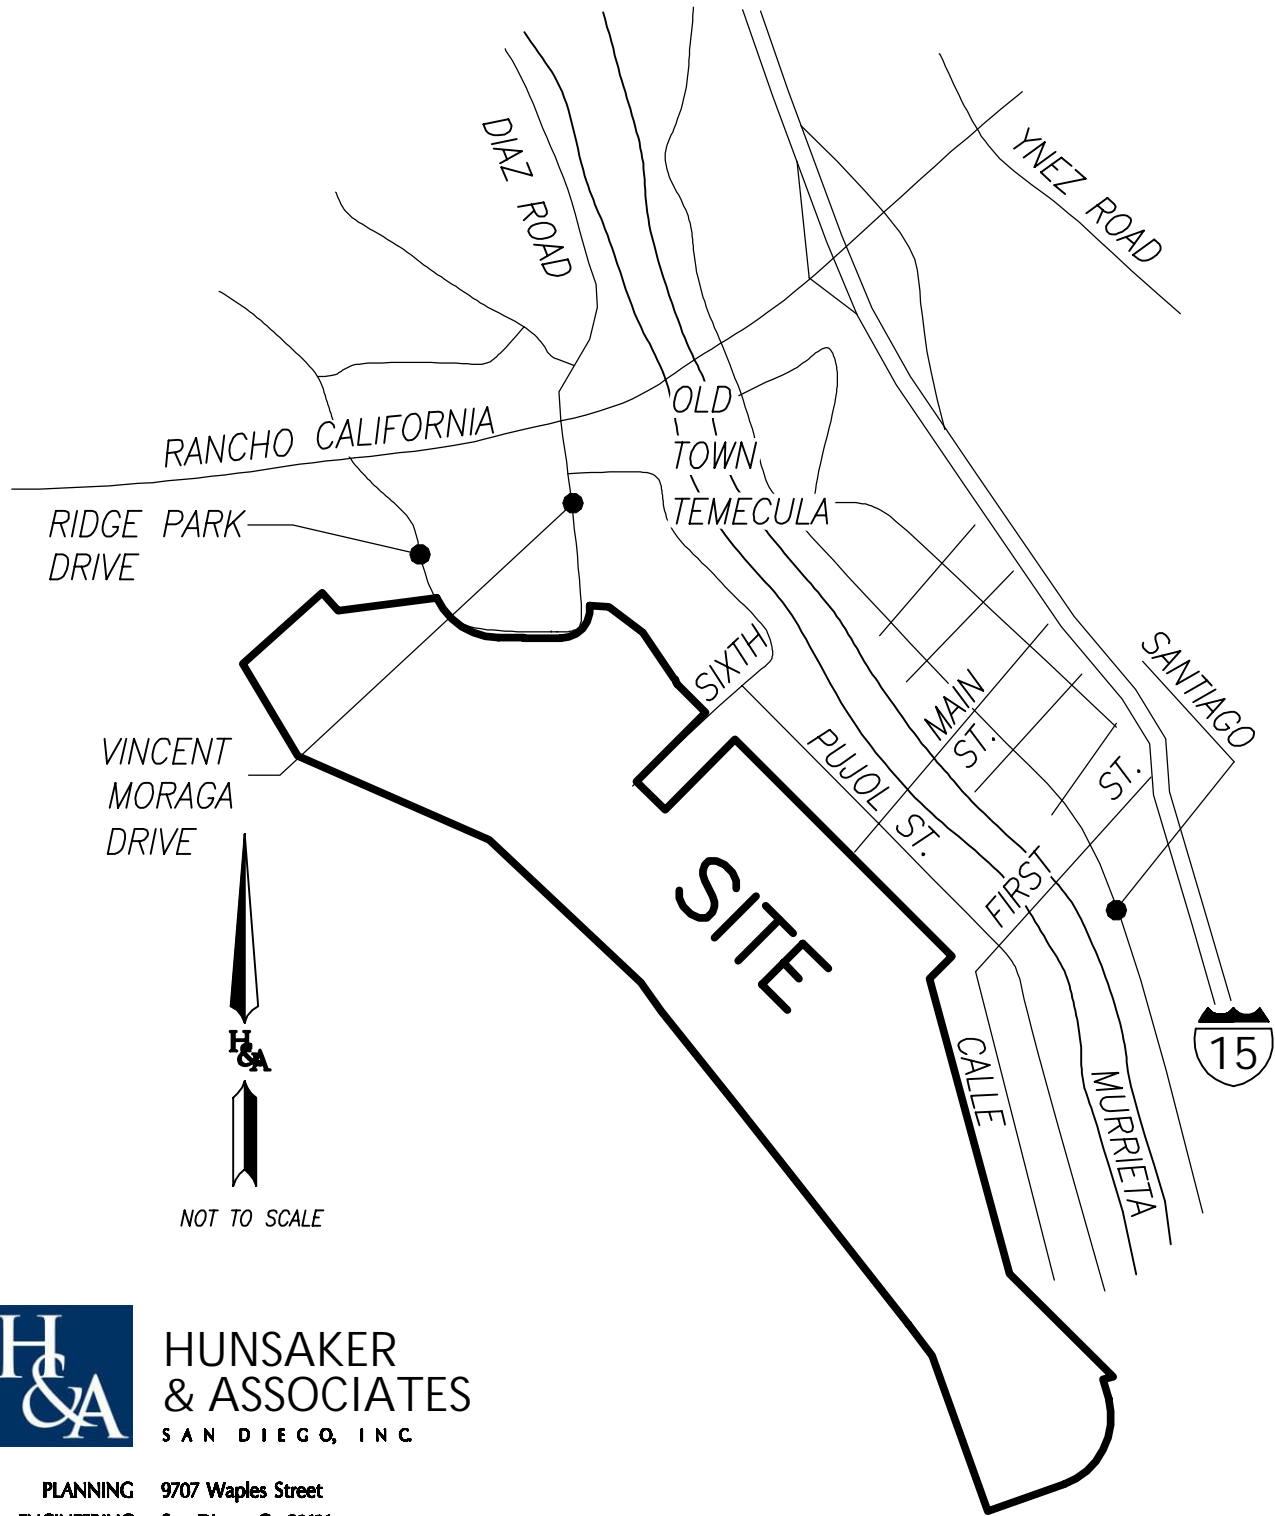 DIAZ ROAD
YNEZ ROAD
RANCHO CALIFORNIA
OLD
TOWN
TEMECULA
RIDGE PARK
DRIVE
SIXTH
MAIN
ST.
SANTIAGO
VINCENT
MORAGA
DRIVE
PUJOL ST.
FIRST ST.
SITE
CALLE
MURRIETA
15
H&A
NOT TO SCALE
H&A
HUNSAKER
& ASSOCIATES
SAN DIEGO, INC.
PLANNING 9707 Waples Street